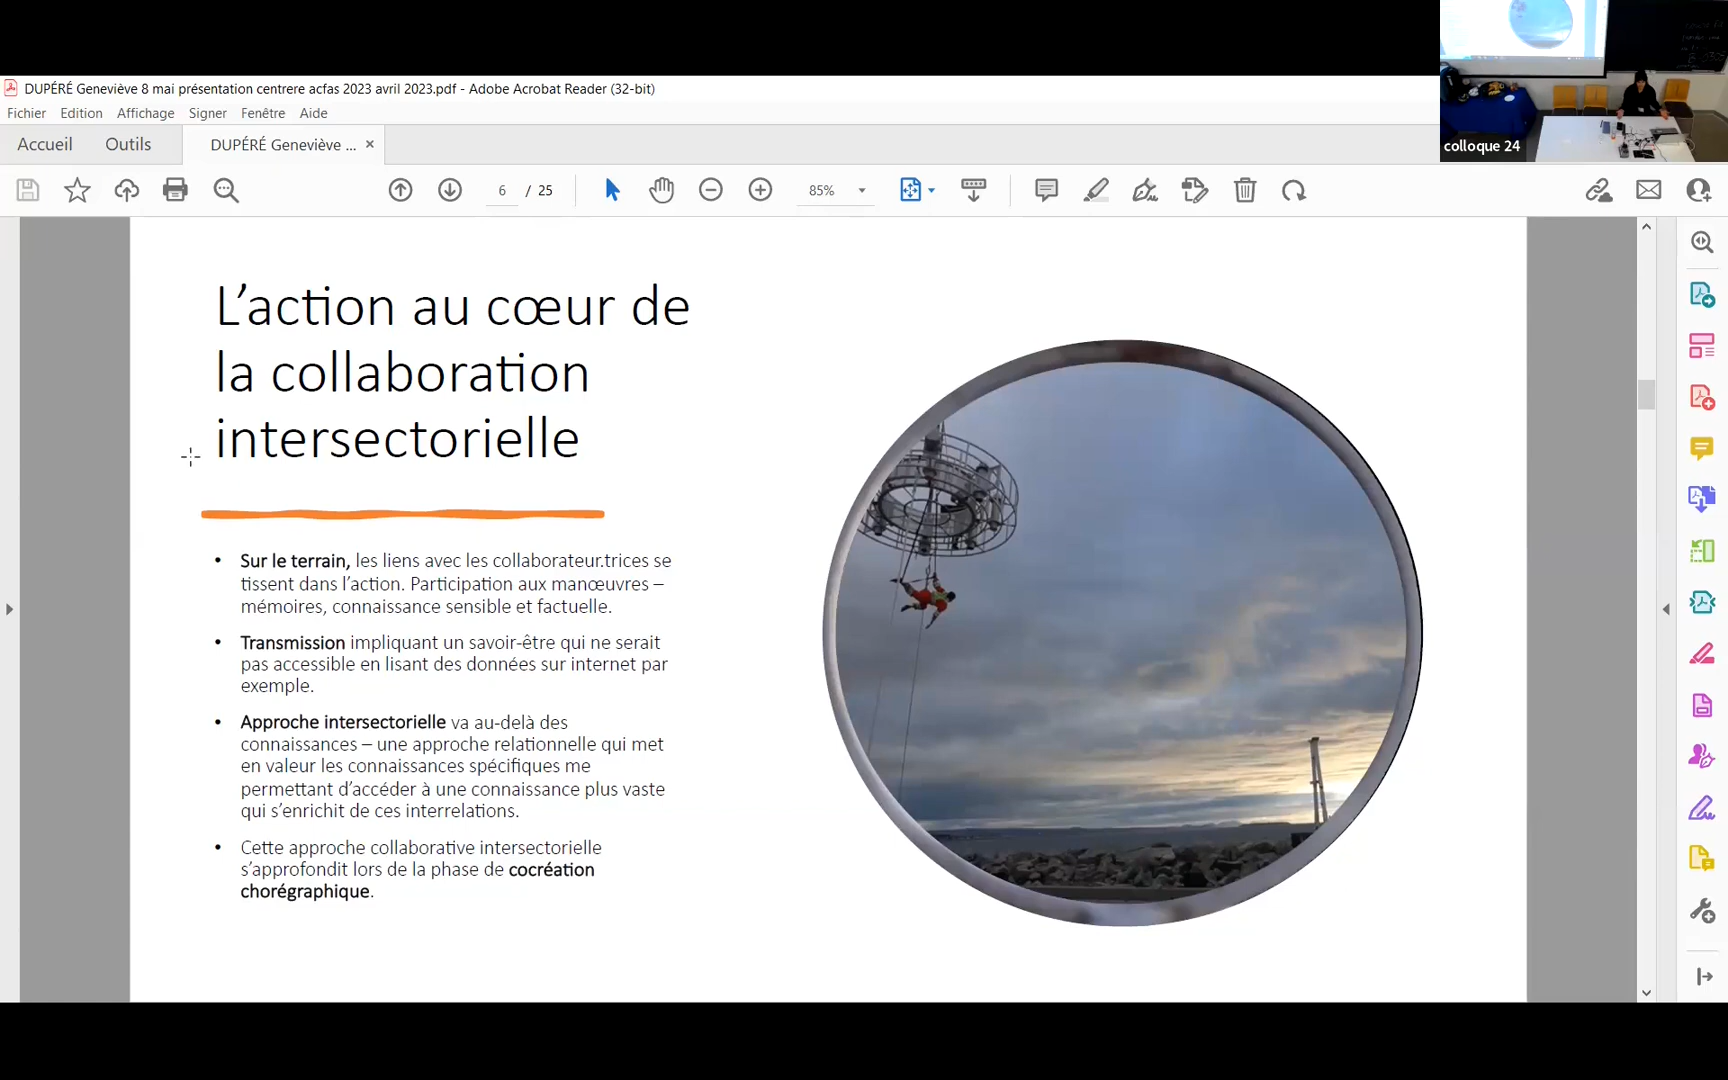 DUPÉRÉ Geneviève 8 mai présentation centrere acfas 2023 avril 2023.pdf - Adobe Acrobat Reader (32-bit)
Fichier Edition Affichage Signer Fenêtre Aide
Accueil Outils DUPÉRÉ Geneviève ... ×
colloque 24
6 / 25 85%
L’action au cœur de
la collaboration
intersectorielle
• Sur le terrain, les liens avec les collaborateur.trices se
tissent dans l’action. Participation aux manœuvres –
mémoires, connaissance sensible et factuelle.
• Transmission impliquant un savoir-être qui ne serait
pas accessible en lisant des données sur internet par
exemple.
• Approche intersectorielle va au-delà des
connaissances – une approche relationnelle qui met
en valeur les connaissances spécifiques me
permettant d’accéder à une connaissance plus vaste
qui s’enrichit de ces interrelations.
• Cette approche collaborative intersectorielle
s’approfondit lors de la phase de cocréation
chorégraphique.